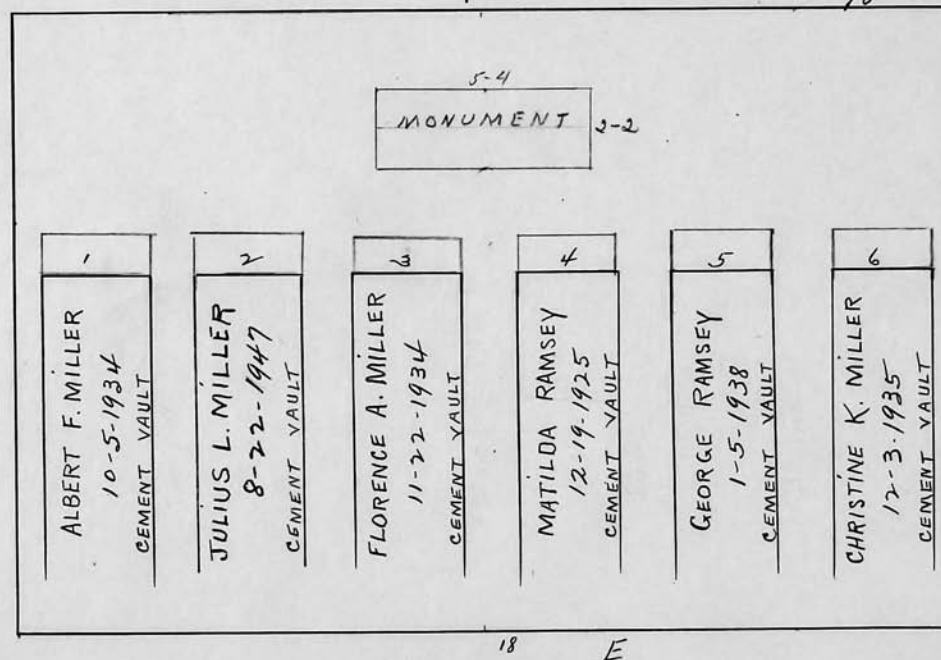 5-4
MONUMENT
2-2
1
ALBERT F. MILLER
10-5-1934
CEMENT VAULT
2
JULIUS L. MILLER
8-22-1947
CEMENT VAULT
3
FLORENCE A. MILLER
11-22-1934
CEMENT VAULT
4
MATILDA RAMSEY
12-19-1925
CEMENT VAULT
5
GEORGE RAMSEY
1-5-1938
CEMENT VAULT
6
CHRISTINE K. MILLER
12-3-1935
CEMENT VAULT
18 E